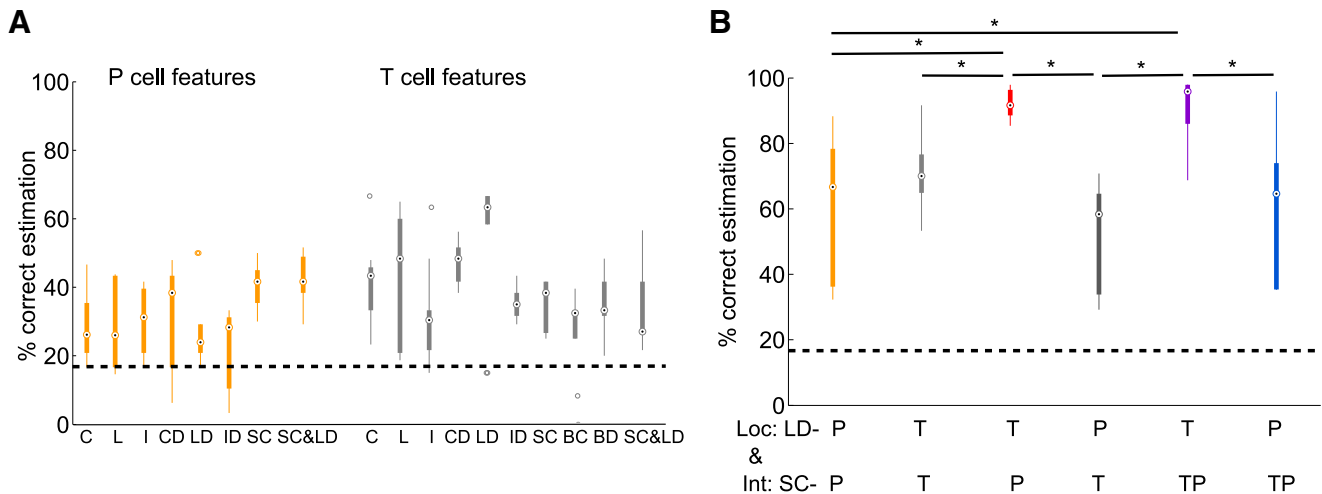 A
P cell features T cell features
% correct estimation
100
80
60
40
20
0
C L I CD LD ID SC SC&LD C L I CD LD ID SC BC BD SC&LD
B
*
*
* * * *
% correct estimation
100
80
60
40
20
0
Loc: LD- P T T P T P
&
Int: SC- P T P T TP TP